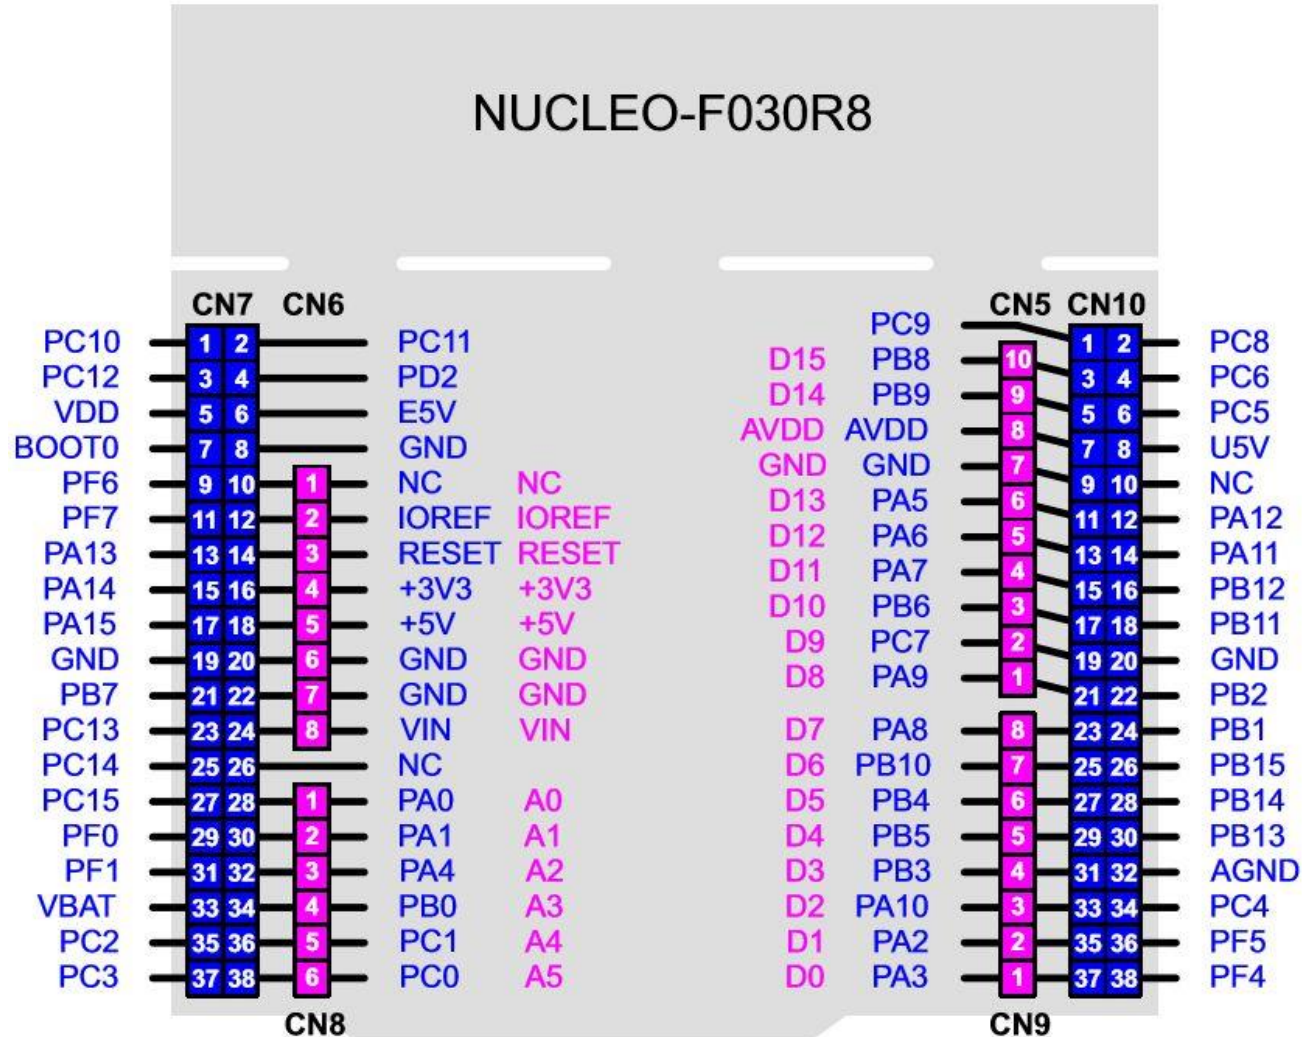 NUCLEO-F030R8
CN7 CN6 CN5 CN10
PC9
PC10 1 2 PC11 1 2 PC8
D15 PB8 10
PC12 3 4 PD2 3 4 PC6
D14 PB9 9
VDD 5 6 E5V 5 6 PC5
AVDD AVDD 8
BOOT0 7 8 GND 7 8 U5V
GND GND 7
PF6 9 10 1 NC NC 9 10 NC
D13 PA5 6
PF7 11 12 2 IOREF IOREF 11 12 PA12
D12 PA6 5
PA13 13 14 3 RESET RESET 13 14 PA11
D11 PA7 4
PA14 15 16 4 +3V3 +3V3 15 16 PB12
D10 PB6 3
PA15 17 18 5 +5V +5V 17 18 PB11
D9 PC7 2
GND 19 20 6 GND GND 19 20 GND
D8 PA9 1
PB7 21 22 7 GND GND 21 22 PB2
PC13 23 24 8 VIN VIN D7 PA8 8 23 24 PB1
PC14 25 26 NC D6 PB10 7 25 26 PB15
PC15 27 28 1 PA0 A0 D5 PB4 6 27 28 PB14
PF0 29 30 2 PA1 A1 D4 PB5 5 29 30 PB13
PF1 31 32 3 PA4 A2 D3 PB3 4 31 32 AGND
VBAT 33 34 4 PB0 A3 D2 PA10 3 33 34 PC4
PC2 35 36 5 PC1 A4 D1 PA2 2 35 36 PF5
PC3 37 38 6 PC0 A5 D0 PA3 1 37 38 PF4
CN8 CN9